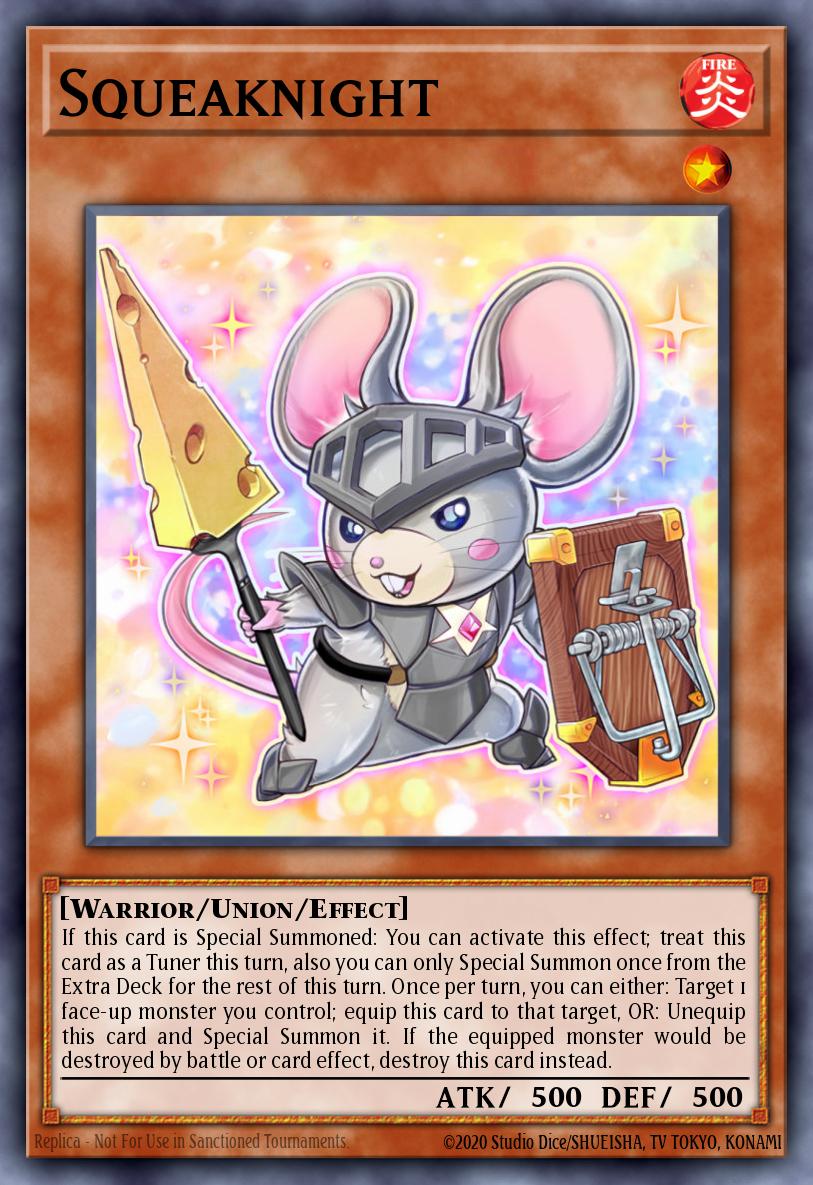 SQUEAKNIGHT
FIRE
炎
[WARRIOR/UNION/EFFECT]
If this card is Special Summoned: You can activate this effect; treat this
card as a Tuner this turn, also you can only Special Summon once from the
Extra Deck for the rest of this turn. Once per turn, you can either: Target 1
face-up monster you control; equip this card to that target, OR: Unequip
this card and Special Summon it. If the equipped monster would be
destroyed by battle or card effect, destroy this card instead.
ATK/ 500 DEF/ 500
Replica - Not For Use in Sanctioned Tournaments.
©2020 Studio Dice/SHUEISHA, TV TOKYO, KONAMI